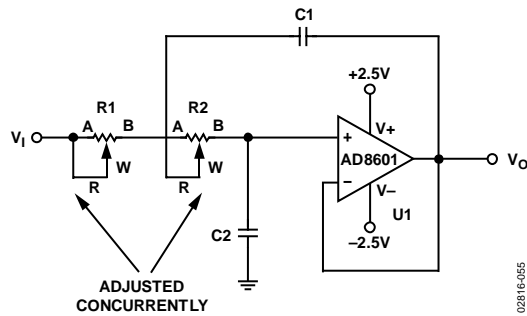 C1
+2.5V
R1
R2
V+
VI
A
B
A
B
+
AD8601
VO
W
W
–
V–
R
R
U1
C2
–2.5V
ADJUSTED
CONCURRENTLY
02816-055